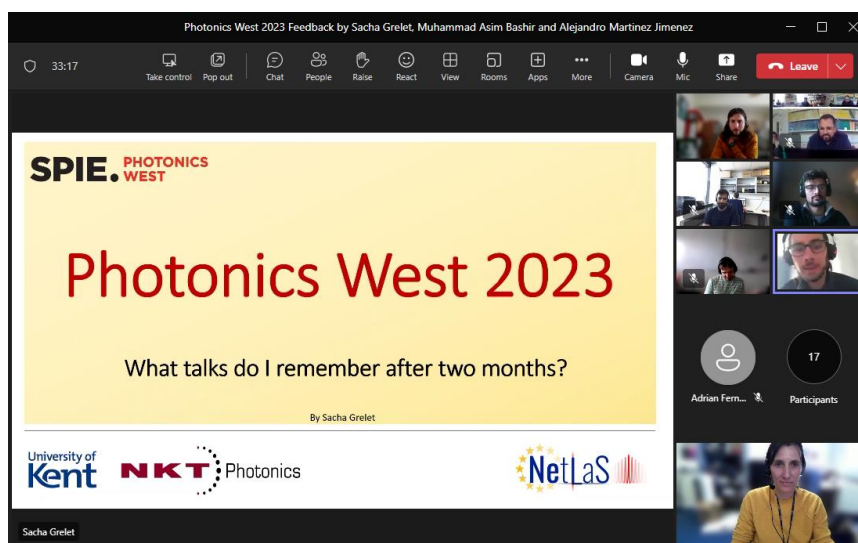 Photonics West 2023 Feedback by Sacha Grelet, Muhammad Asim Bashir and Alejandro Martinez Jimenez
33:17
Take control
Pop out
Chat
People
Raise
React
View
Rooms
Apps
More
Camera
Mic
Share
Leave
SPIE. PHOTONICS
WEST
Photonics West 2023
What talks do I remember after two months?
By Sacha Grelet
University of
Kent
NKT Photonics
NetLaS
Sacha Grelet
Adrian Fern...
17
Participants